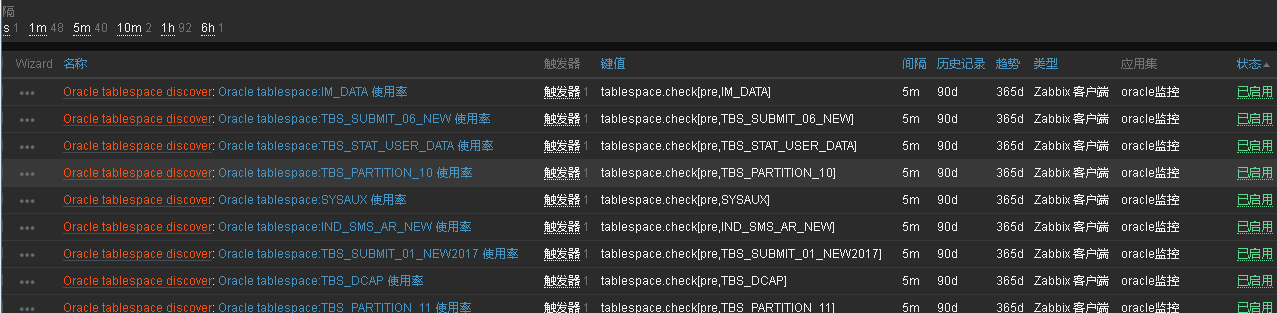 隔
s 1 1m 48 5m 40 10m 2 1h 92 6h 1
Wizard 名称 触发器 键值 间隔 历史记录 趋势 类型 应用集 状态
Oracle tablespace discover: Oracle tablespace:IM_DATA 使用率 触发器 1 tablespace.check[pre,IM_DATA] 5m 90d 365d Zabbix 客户端 oracle监控 已启用
Oracle tablespace discover: Oracle tablespace:TBS_SUBMIT_06_NEW 使用率 触发器 1 tablespace.check[pre,TBS_SUBMIT_06_NEW] 5m 90d 365d Zabbix 客户端 oracle监控 已启用
Oracle tablespace discover: Oracle tablespace:TBS_STAT_USER_DATA 使用率 触发器 1 tablespace.check[pre,TBS_STAT_USER_DATA] 5m 90d 365d Zabbix 客户端 oracle监控 已启用
Oracle tablespace discover: Oracle tablespace:TBS_PARTITION_10 使用率 触发器 1 tablespace.check[pre,TBS_PARTITION_10] 5m 90d 365d Zabbix 客户端 oracle监控 已启用
Oracle tablespace discover: Oracle tablespace:SYSAUX 使用率 触发器 1 tablespace.check[pre,SYSAUX] 5m 90d 365d Zabbix 客户端 oracle监控 已启用
Oracle tablespace discover: Oracle tablespace:IND_SMS_AR_NEW 使用率 触发器 1 tablespace.check[pre,IND_SMS_AR_NEW] 5m 90d 365d Zabbix 客户端 oracle监控 已启用
Oracle tablespace discover: Oracle tablespace:TBS_SUBMIT_01_NEW2017 使用率 触发器 1 tablespace.check[pre,TBS_SUBMIT_01_NEW2017] 5m 90d 365d Zabbix 客户端 oracle监控 已启用
Oracle tablespace discover: Oracle tablespace:TBS_DCAP 使用率 触发器 1 tablespace.check[pre,TBS_DCAP] 5m 90d 365d Zabbix 客户端 oracle监控 已启用
Oracle tablespace discover: Oracle tablespace:TBS_PARTITION_11 使用率 触发器 1 tablespace.check[pre,TBS_PARTITION_11] 5m 90d 365d Zabbix 客户端 oracle监控 已启用